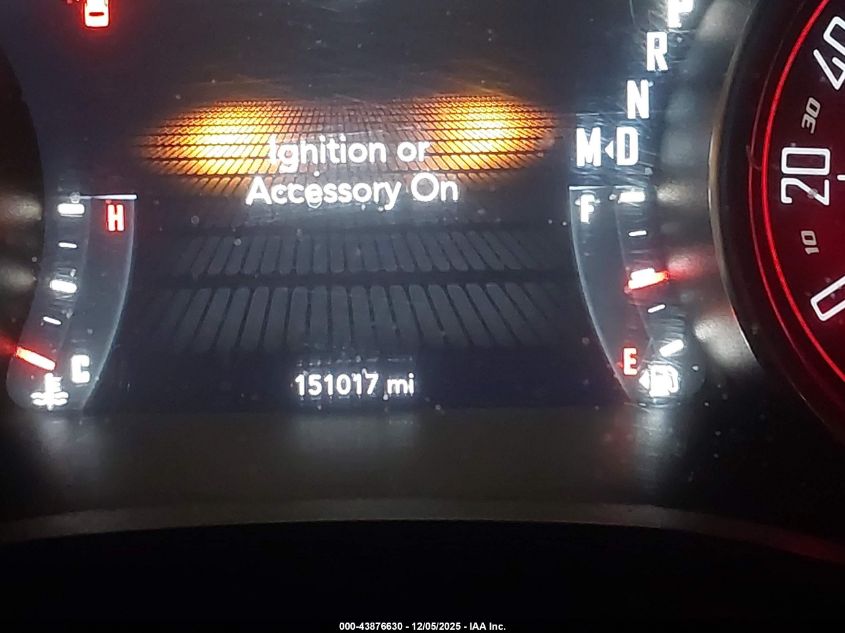 P
R
N
M D
40
30
20
10
0
Ignition or
Accessory On
H
C
F
E
151017 mi
000-43876630 - 12/05/2025 - IAA Inc.